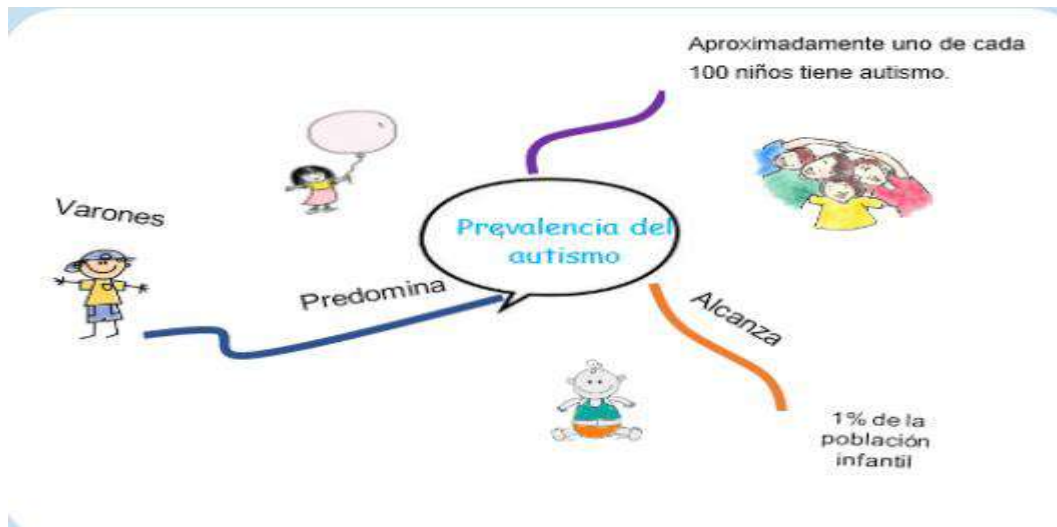 Aproximadamente uno de cada
100 niños tiene autismo.
Varones
Prevalencia del
autismo
Predomina
Alcanza
1% de la
población
infantil